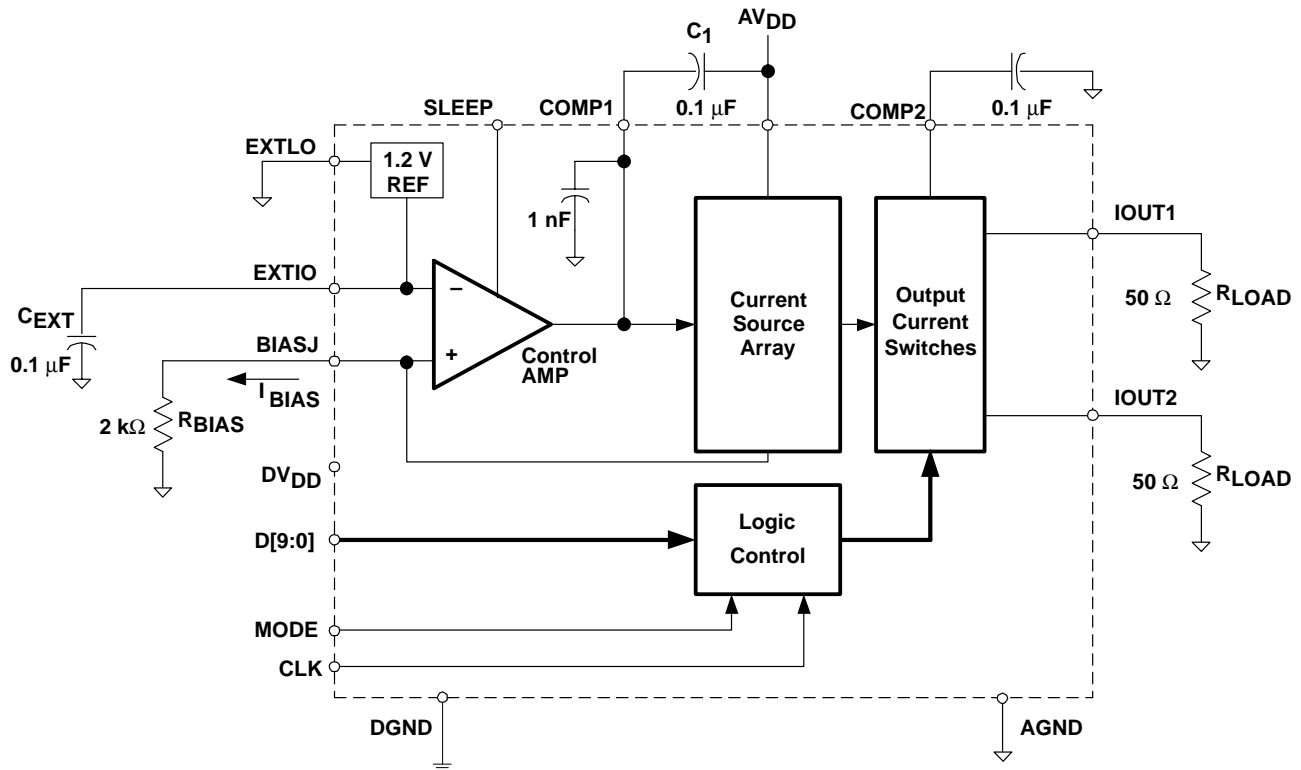 AVDD
C1
0.1 μF
0.1 μF
SLEEP
COMP1
COMP2
EXTLO
1.2 V
REF
1 nF
IOUT1
EXTIO
–
+
Control
AMP
Current
Source
Array
Output
Current
Switches
50 Ω
RLOAD
CEXT
0.1 μF
BIASJ
IBIAS
2 kΩ
RBIAS
IOUT2
50 Ω
RLOAD
DVDD
D[9:0]
Logic
Control
MODE
CLK
DGND
AGND